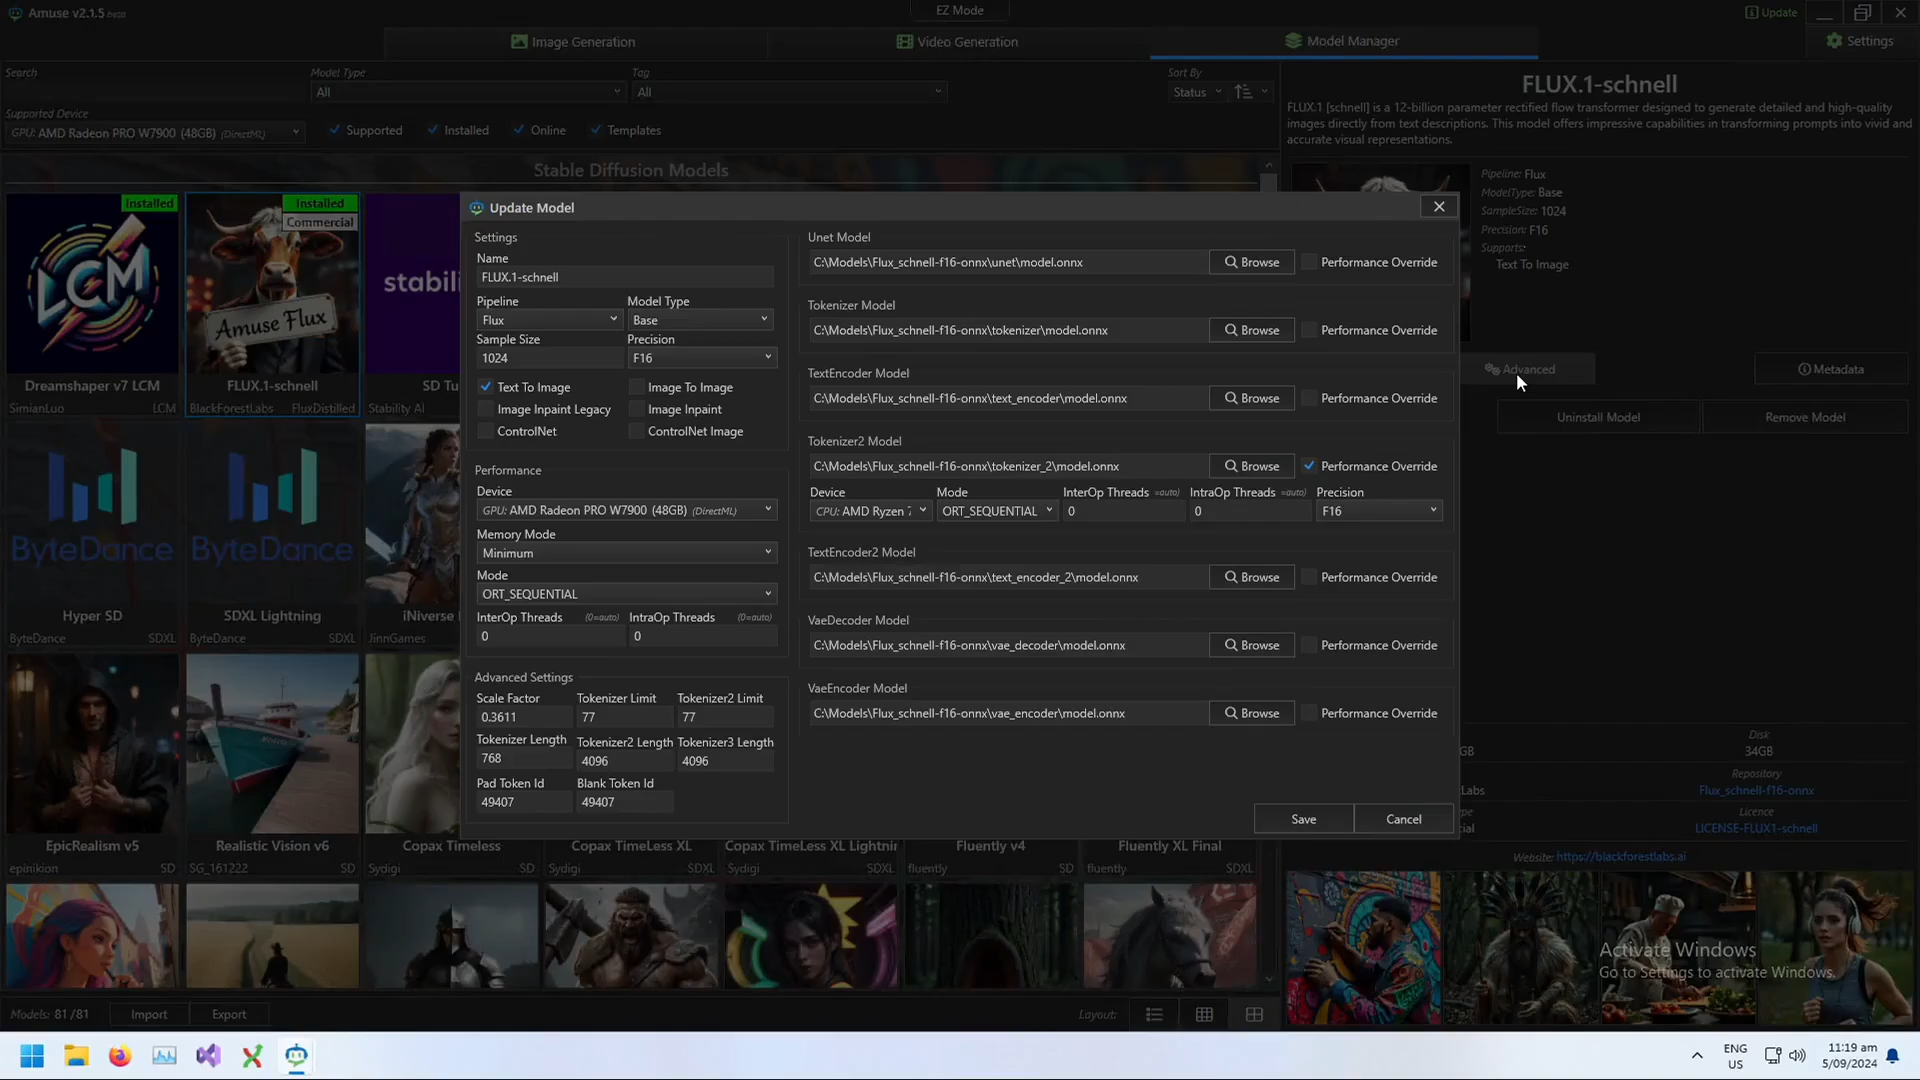 Amuse v2.1.5 beta
EZ Mode
Update
Image Generation
Video Generation
Model Manager
Settings
Search
Model Type
All
Tag
All
Sort By
Status
Supported Device
GPU: AMD Radeon PRO W7900 (48GB) (DirectML)
Supported
Installed
Online
Templates
FLUX.1-schnell
FLUX.1 [schnell] is a 12-billion parameter rectified flow transformer designed to generate detailed and high-quality
images directly from text descriptions. This model offers impressive capabilities in transforming prompts into vivid and
accurate visual representations.
Pipeline: Flux
ModelType: Base
SampleSize: 1024
Precision: F16
Supports:
Text To Image
Advanced
Metadata
Uninstall Model
Remove Model
Stable Diffusion Models
Installed
LCM
Dreamshaper v7 LCM
SimianLuo
LCM
Installed
Commercial
Amuse Flux
FLUX.1-schnell
BlackForestLabs
FluxDistilled
stabili
SD Tu
Stability AI
ByteDance
Hyper SD
ByteDance
SDXL
ByteDance
SDXL Lightning
ByteDance
SDXL
iNiverse
JinnGames
EpicRealism v5
epinikion
SD
Realistic Vision v6
SG_161222
SD
Copax Timeless
Sydigi
SD
Copax TimeLess XL
Sydigi
SDXL
Copax TimeLess XL Lightnir
Sydigi
SDXL
Fluently v4
fluently
SD
Fluently XL Final
fluently
SDXL
Update Model
Settings
Name
FLUX.1-schnell
Pipeline
Flux
Model Type
Base
Sample Size
1024
Precision
F16
Text To Image
Image To Image
Image Inpaint Legacy
Image Inpaint
ControlNet
ControlNet Image
Performance
Device
GPU: AMD Radeon PRO W7900 (48GB) (DirectML)
Memory Mode
Minimum
Mode
ORT_SEQUENTIAL
InterOp Threads (0=auto)
0
IntraOp Threads (0=auto)
0
Advanced Settings
Scale Factor
0.3611
Tokenizer Limit
77
Tokenizer2 Limit
77
Tokenizer Length
768
Tokenizer2 Length
4096
Tokenizer3 Length
4096
Pad Token Id
49407
Blank Token Id
49407
Unet Model
C:\Models\Flux_schnell-f16-onnx\unet\model.onnx
Browse
Performance Override
Tokenizer Model
C:\Models\Flux_schnell-f16-onnx\tokenizer\model.onnx
Browse
Performance Override
TextEncoder Model
C:\Models\Flux_schnell-f16-onnx\text_encoder\model.onnx
Browse
Performance Override
Tokenizer2 Model
C:\Models\Flux_schnell-f16-onnx\tokenizer_2\model.onnx
Browse
Performance Override
Device
CPU: AMD Ryzen
Mode
ORT_SEQUENTIAL
InterOp Threads =auto)
0
IntraOp Threads =auto)
0
Precision
F16
TextEncoder2 Model
C:\Models\Flux_schnell-f16-onnx\text_encoder_2\model.onnx
Browse
Performance Override
VaeDecoder Model
C:\Models\Flux_schnell-f16-onnx\vae_decoder\model.onnx
Browse
Performance Override
VaeEncoder Model
C:\Models\Flux_schnell-f16-onnx\vae_encoder\model.onnx
Browse
Performance Override
Save
Cancel
GB
Disk
34GB
Labs
Repository
Flux_schnell-f16-onnx
pe
cial
Licence
LICENSE-FLUX1-schnell
Website: https://blackforestlabs.ai
Activate Windows
Go to Settings to activate Windows.
Models: 81/81
Import
Export
Layout:
ENG
US
11:19 am
5/09/2024